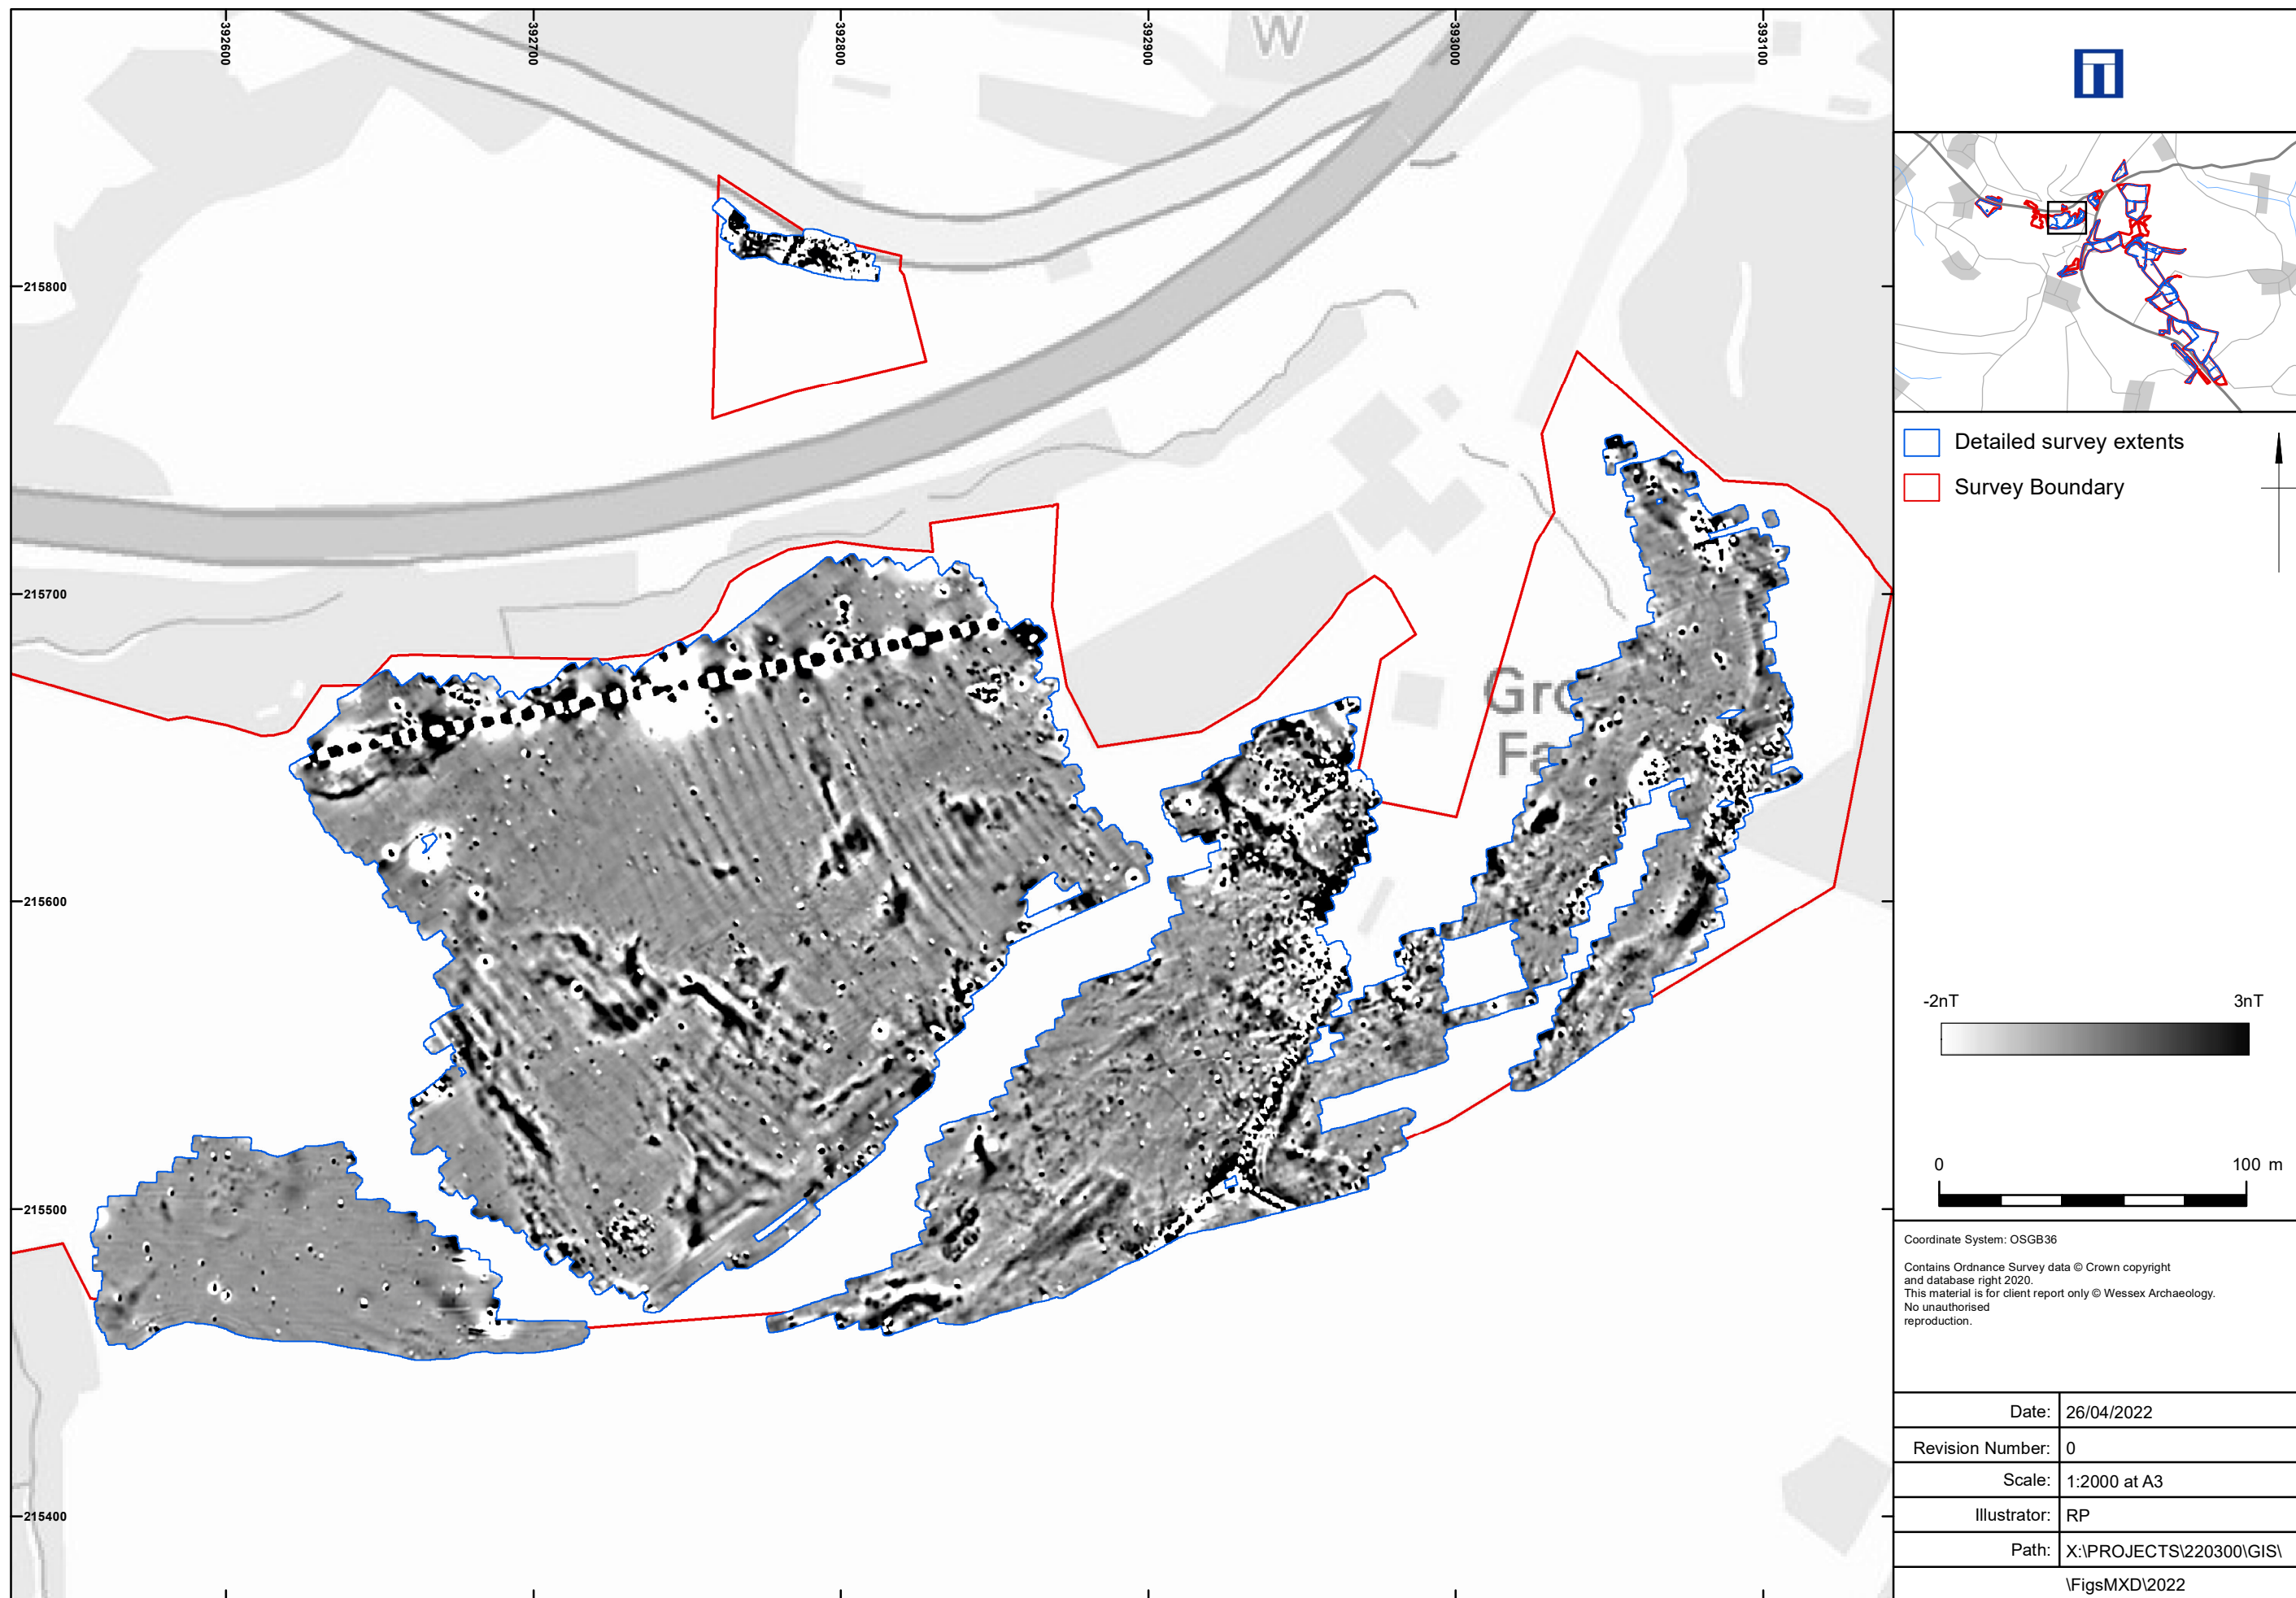 392600
392700
392800
392900
393000
393100
W
215800
215700
215600
215500
215400
Gro
Fa
Detailed survey extents
Survey Boundary
-2nT 3nT
0 100 m
Coordinate System: OSGB36
Contains Ordnance Survey data © Crown copyright
and database right 2020.
This material is for client report only © Wessex Archaeology.
No unauthorised
reproduction.
Date: 26/04/2022
Revision Number: 0
Scale: 1:2000 at A3
Illustrator: RP
Path: X:\PROJECTS\220300\GIS\
\FigsMXD\2022